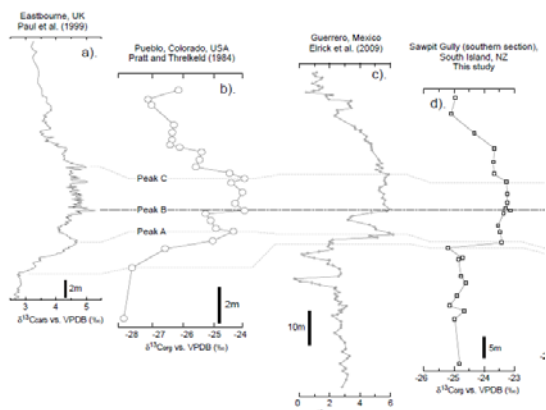 Eastbourne, UK
Paul et al. (1999)
a).
Pueblo, Colorado, USA
Pratt and Threlkeld (1984)
b).
Guerrero, Mexico
Elrick et al. (2009)
c).
Sawpit Gully (southern section),
South Island, NZ
This study
d).
Peak C
Peak B
Peak A
2m
2m
10m
5m
3 4 5
δ¹³Ccarb vs. VPDB (‰)
-28 -27 -26 -25 -24
δ¹³Corg vs. VPDB (‰)
0 2 4 6
-26 -25 -24 -23
δ¹³Corg vs. VPDB (‰)